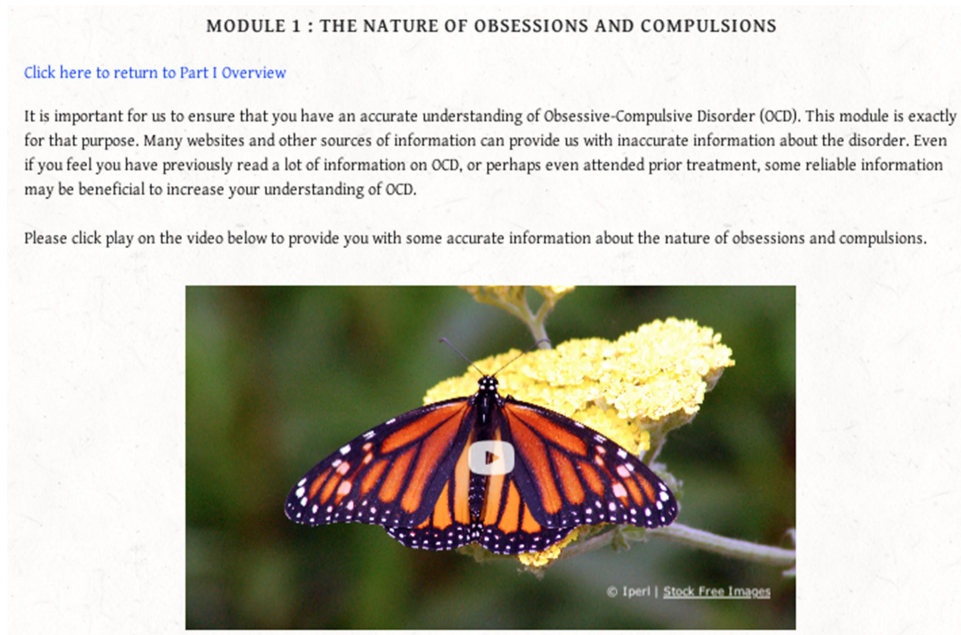 MODULE 1 : THE NATURE OF OBSESSIONS AND COMPULSIONS
Click here to return to Part I Overview
It is important for us to ensure that you have an accurate understanding of Obsessive-Compulsive Disorder (OCD). This module is exactly
for that purpose. Many websites and other sources of information can provide us with inaccurate information about the disorder. Even
if you feel you have previously read a lot of information on OCD, or perhaps even attended prior treatment, some reliable information
may be beneficial to increase your understanding of OCD.
Please click play on the video below to provide you with some accurate information about the nature of obsessions and compulsions.
© Iperl | Stock Free Images